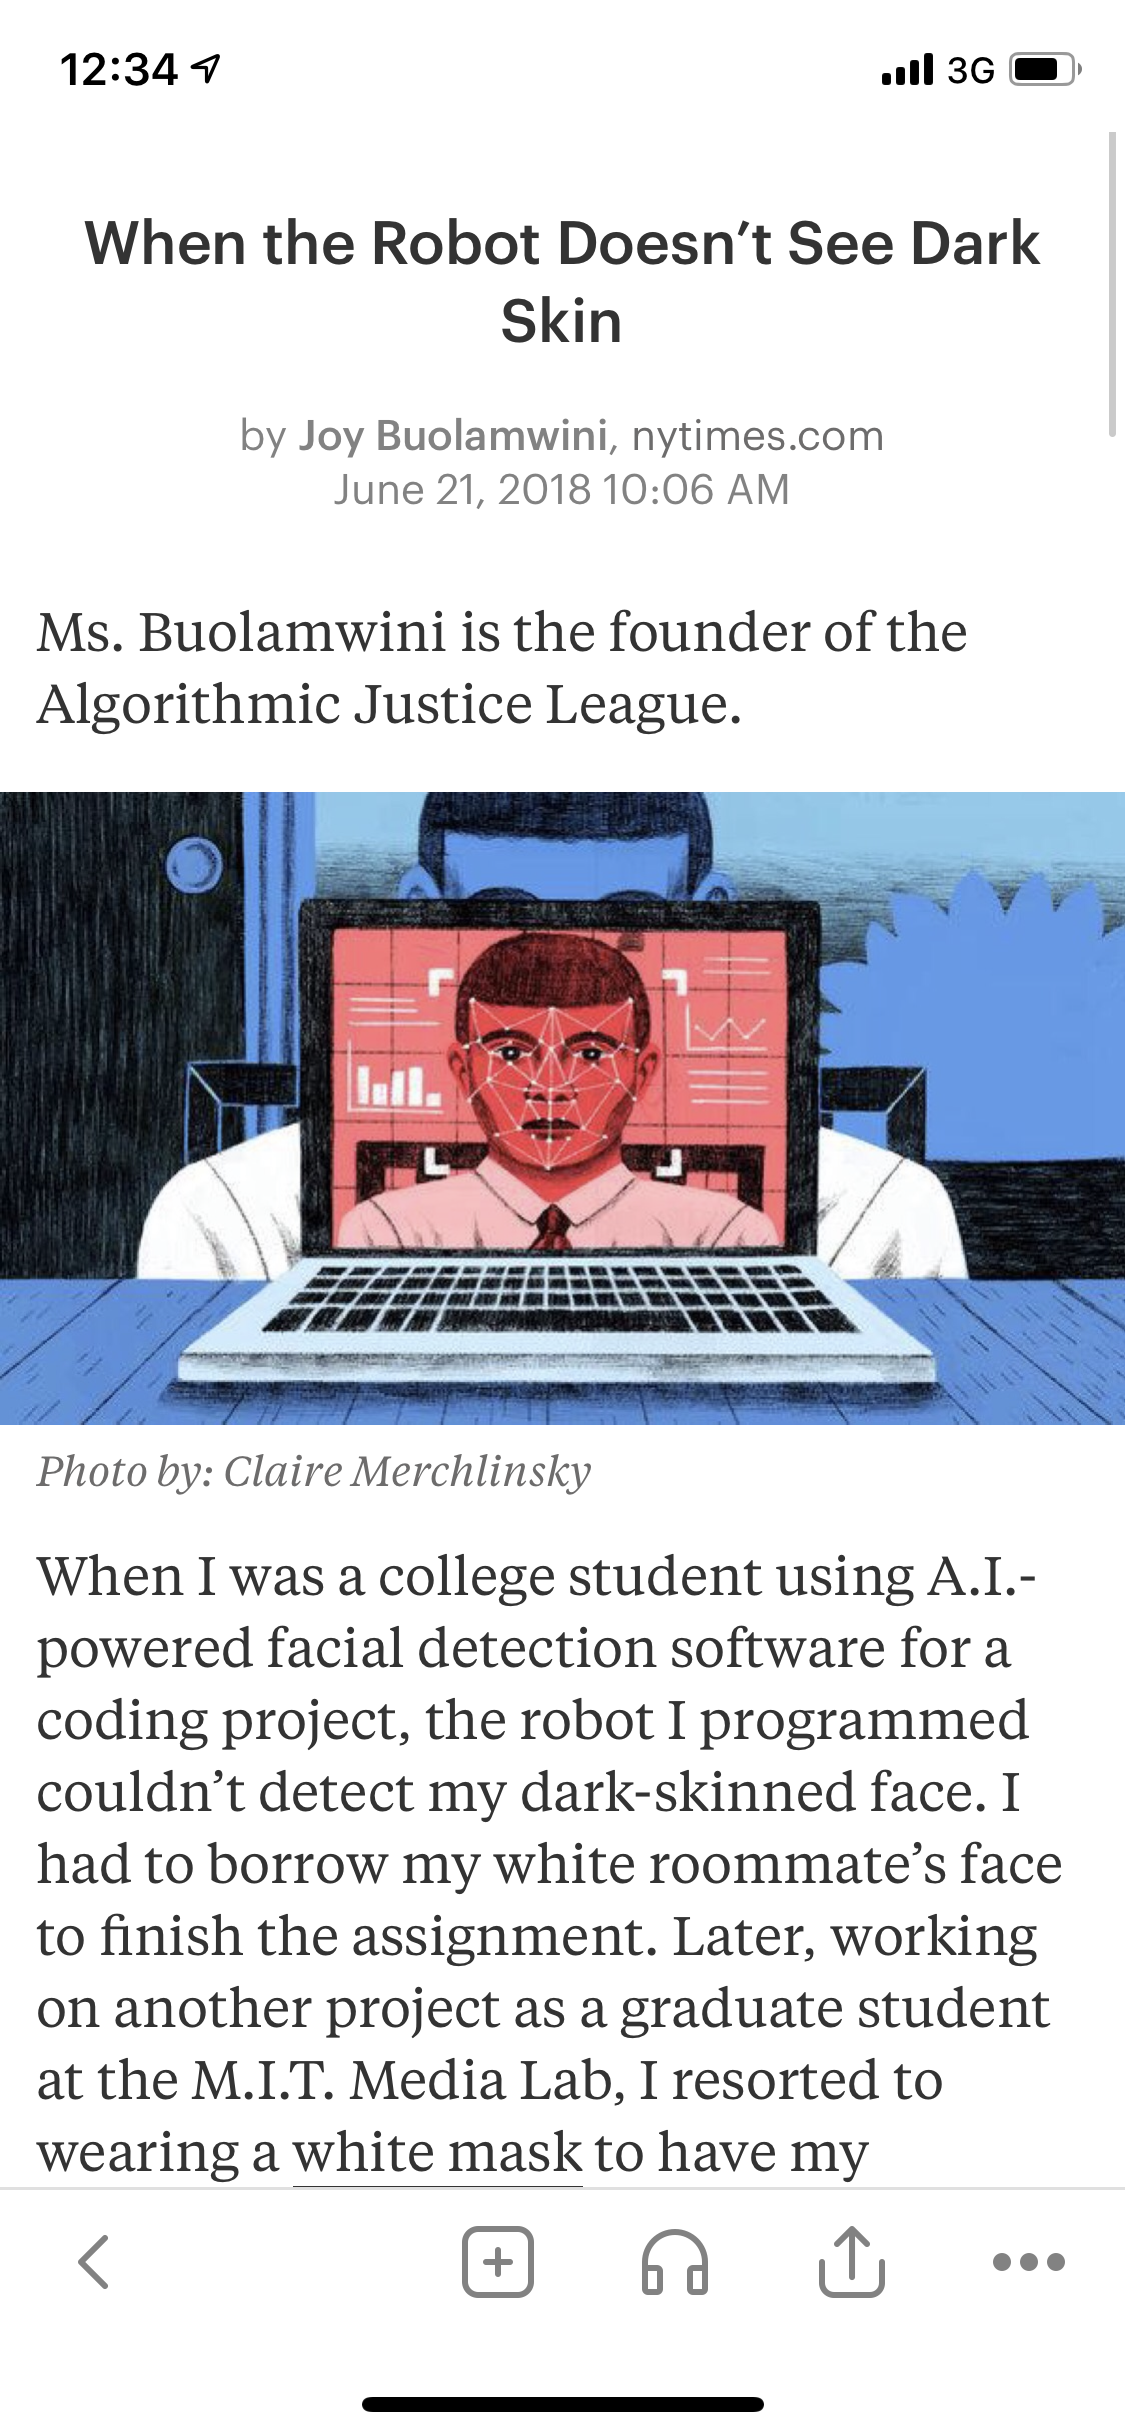 12:34
3G
When the Robot Doesn’t See Dark
Skin
by Joy Buolamwini, nytimes.com
June 21, 2018 10:06 AM
Ms. Buolamwini is the founder of the
Algorithmic Justice League.
Photo by: Claire Merchlinsky
When I was a college student using A.I.-
powered facial detection software for a
coding project, the robot I programmed
couldn’t detect my dark-skinned face. I
had to borrow my white roommate’s face
to finish the assignment. Later, working
on another project as a graduate student
at the M.I.T. Media Lab, I resorted to
wearing a white mask to have my